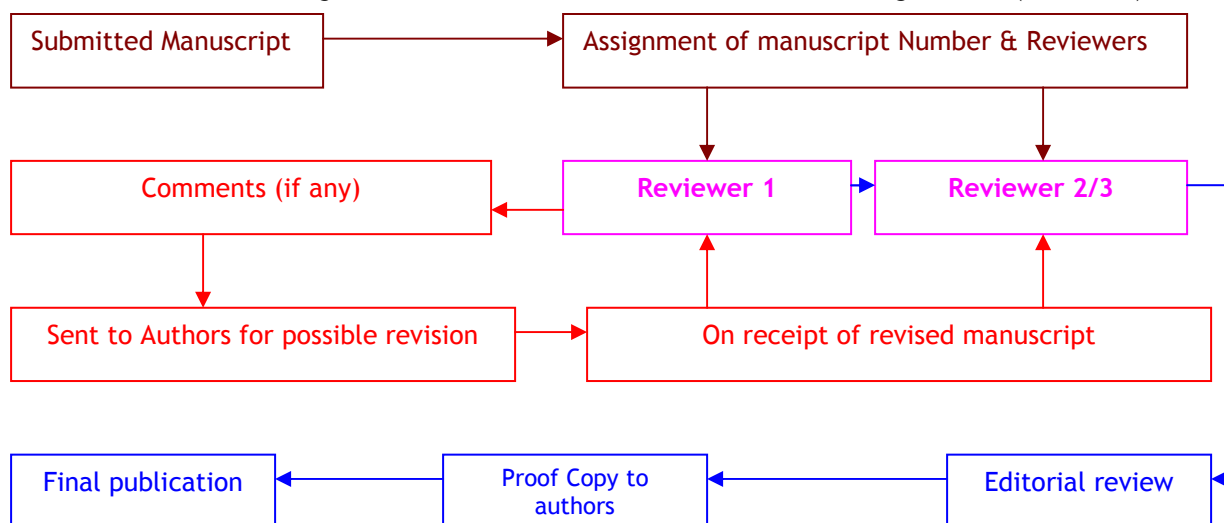 Submitted Manuscript
Assignment of manuscript Number & Reviewers
Comments (if any)
Reviewer 1
Reviewer 2/3
Sent to Authors for possible revision
On receipt of revised manuscript
Final publication
Proof Copy to
authors
Editorial review